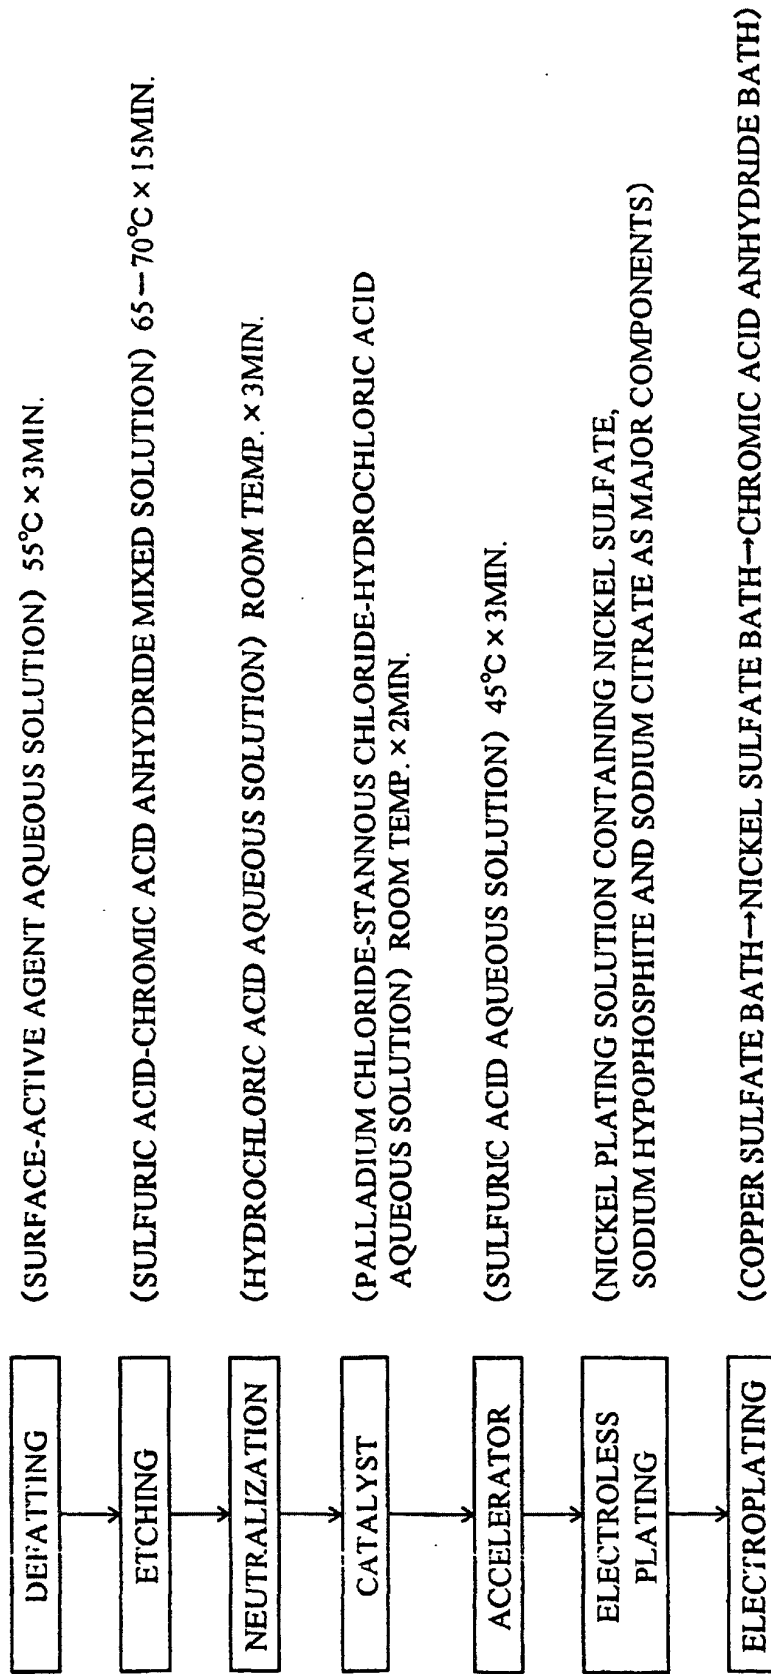 DEFATTING
(SURFACE-ACTIVE AGENT AQUEOUS SOLUTION) 55°C × 3MIN.
ETCHING
(SULFURIC ACID-CHROMIC ACID ANHYDRIDE MIXED SOLUTION) 65-70°C × 15MIN.
NEUTRALIZATION
(HYDROCHLORIC ACID AQUEOUS SOLUTION) ROOM TEMP. × 3MIN.
CATALYST
(PALLADIUM CHLORIDE-STANNOUS CHLORIDE-HYDROCHLORIC ACID
AQUEOUS SOLUTION) ROOM TEMP. × 2MIN.
ACCELERATOR
(SULFURIC ACID AQUEOUS SOLUTION) 45°C × 3MIN.
ELECTROLESS
PLATING
(NICKEL PLATING SOLUTION CONTAINING NICKEL SULFATE,
SODIUM HYPOPHOSPHITE AND SODIUM CITRATE AS MAJOR COMPONENTS)
ELECTROPLATING
(COPPER SULFATE BATH→NICKEL SULFATE BATH→CHROMIC ACID ANHYDRIDE BATH)